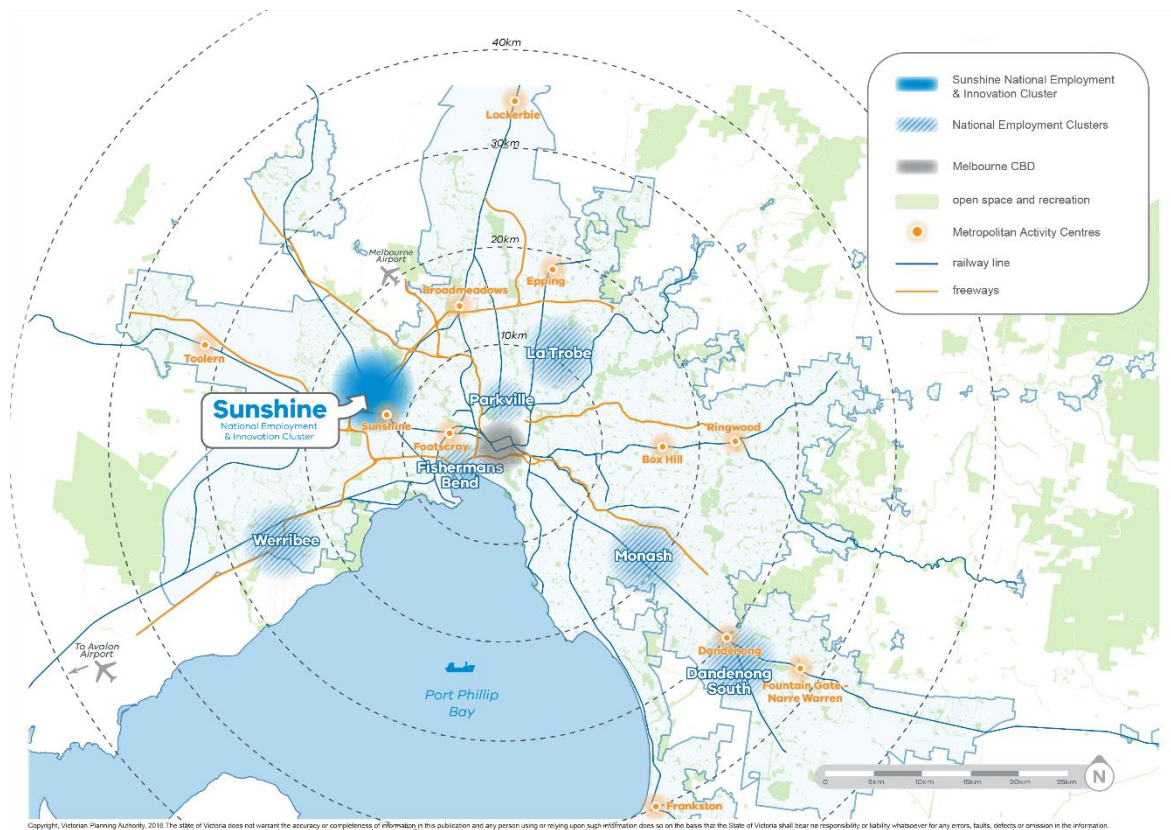 40km
Lockerbie
30km
20km
Melbourne
Airport
Epping
Broadmeadows
10km
La Trobe
Toolern
Parkville
Sunshine
National Employment
& Innovation Cluster
Sunshine
Footscray
Ringwood
Box Hill
Fishermans
Bend
Werribee
Monash
Dandenong
Dandenong
South
Fountain Gate -
Narre Warren
To Avalon
Airport
Port Phillip
Bay
Frankston
Sunshine National Employment
& Innovation Cluster
National Employment Clusters
Melbourne CBD
open space and recreation
Metropolitan Activity Centres
railway line
freeways
0 5km 10km 15km 20km 25km
N
Copyright, Victorian Planning Authority, 2016 The state of Victoria does not warrant the accuracy or completeness of information in this publication and any person using or relying upon such information does so on the basis that the State of Victoria shall bear no responsibility or liability whatsoever for any errors, faults, defects or omission in the information.